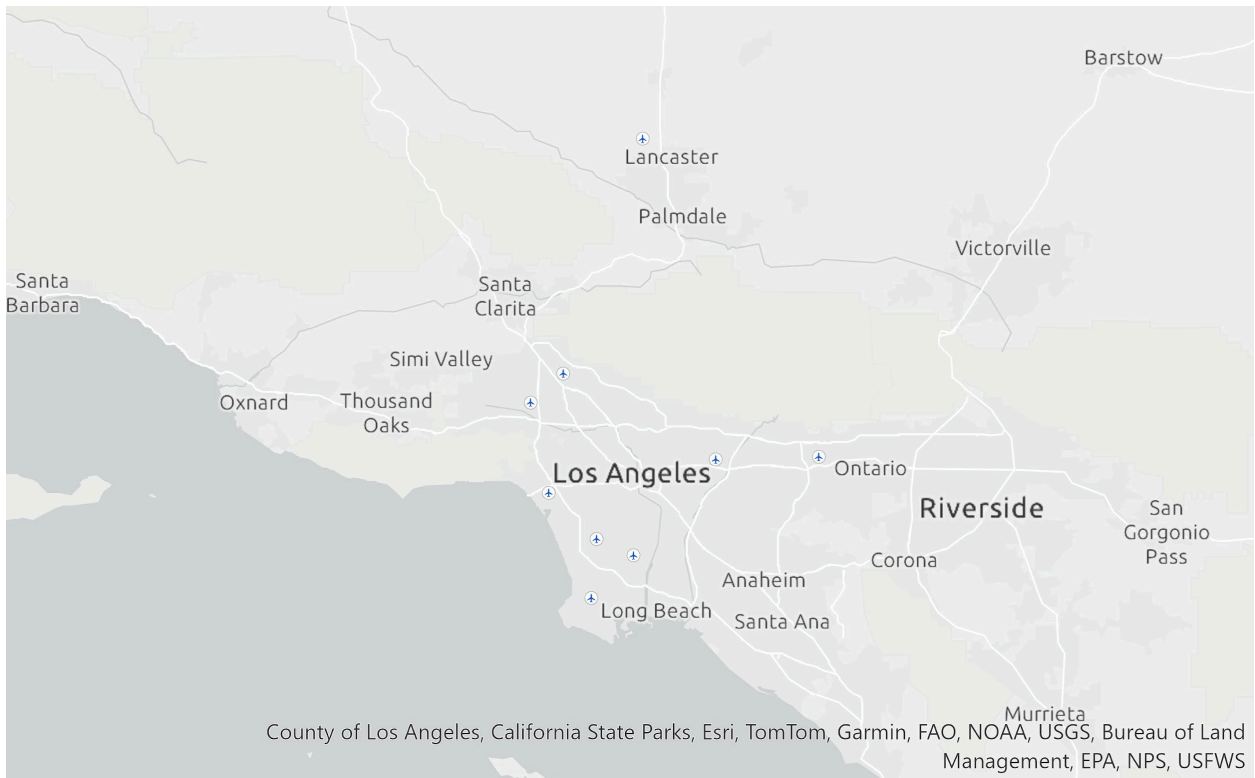 Barstow
Lancaster
Palmdale
Victorville
Santa
Barbara
Santa
Clarita
Simi Valley
Oxnard
Thousand
Oaks
Los Angeles
Ontario
Riverside
San
Gorgonio
Pass
Corona
Anaheim
Long Beach
Santa Ana
Murrieta
County of Los Angeles, California State Parks, Esri, TomTom, Garmin, FAO, NOAA, USGS, Bureau of Land
Management, EPA, NPS, USFWS